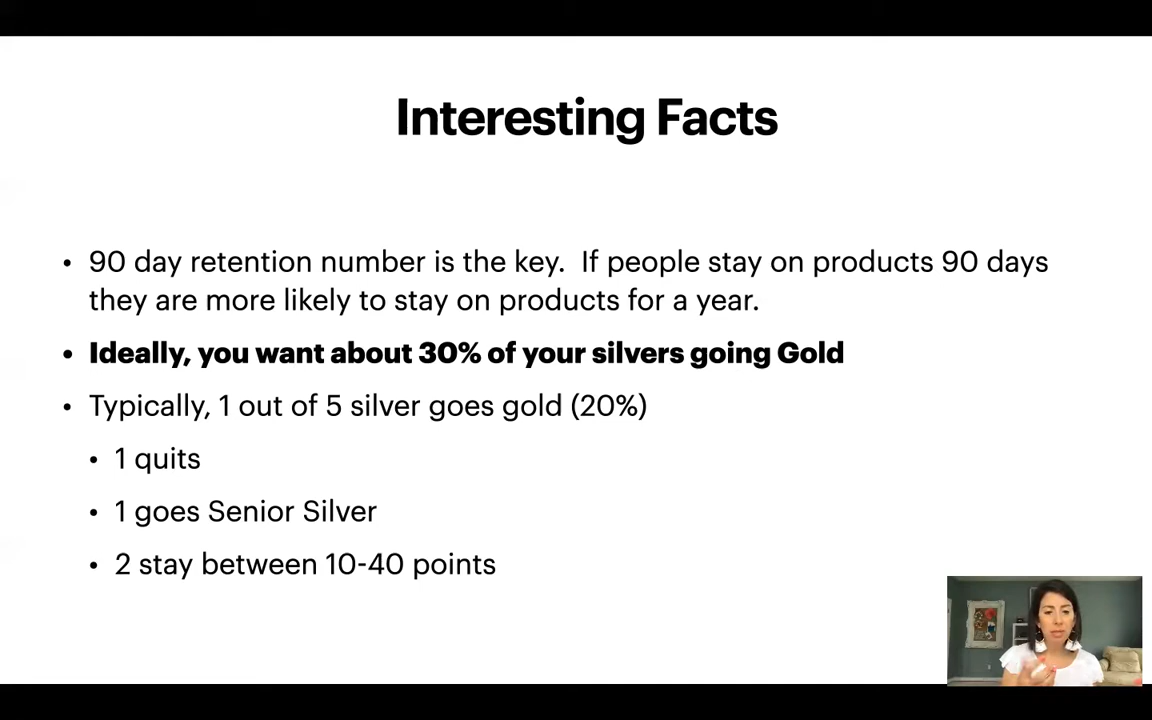 Interesting Facts
• 90 day retention number is the key.  If people stay on products 90 days
they are more likely to stay on products for a year.
• Ideally, you want about 30% of your silvers going Gold
• Typically, 1 out of 5 silver goes gold (20%)
• 1 quits
• 1 goes Senior Silver
• 2 stay between 10-40 points